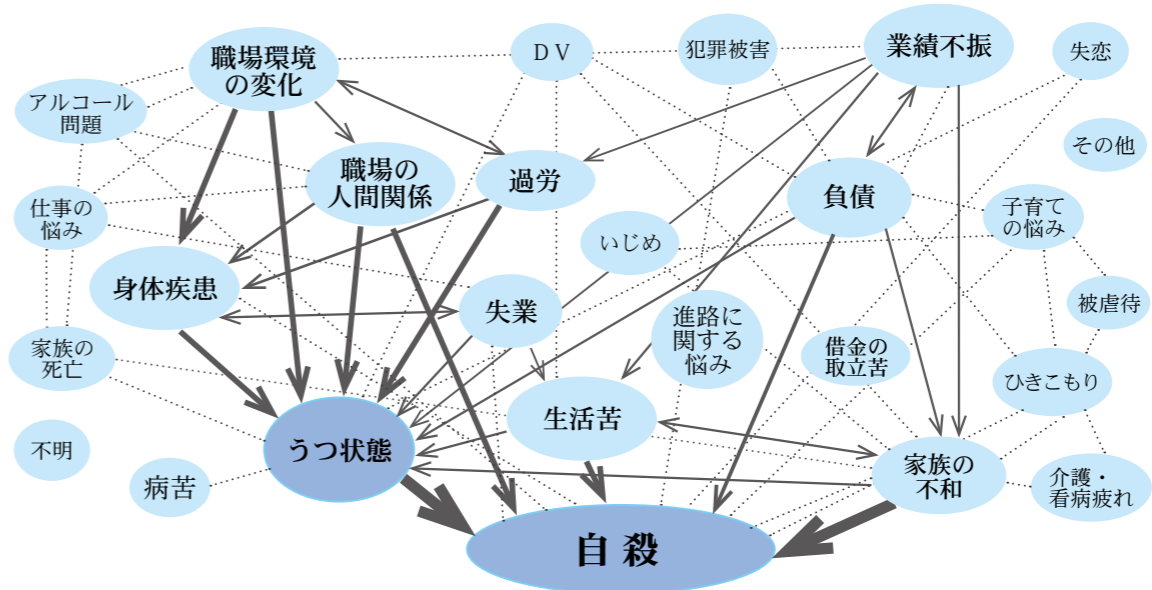 職場環境
の変化
ＤＶ
犯罪被害
業績不振
失恋
アルコール
問題
その他
職場の
人間関係
過労
負債
仕事の
悩み
いじめ
子育て
の悩み
身体疾患
失業
被虐待
進路に
関する
悩み
家族の
死亡
借金の
取立苦
ひきこもり
生活苦
うつ状態
不明
病苦
家族の
不和
介護・
看病疲れ
自殺